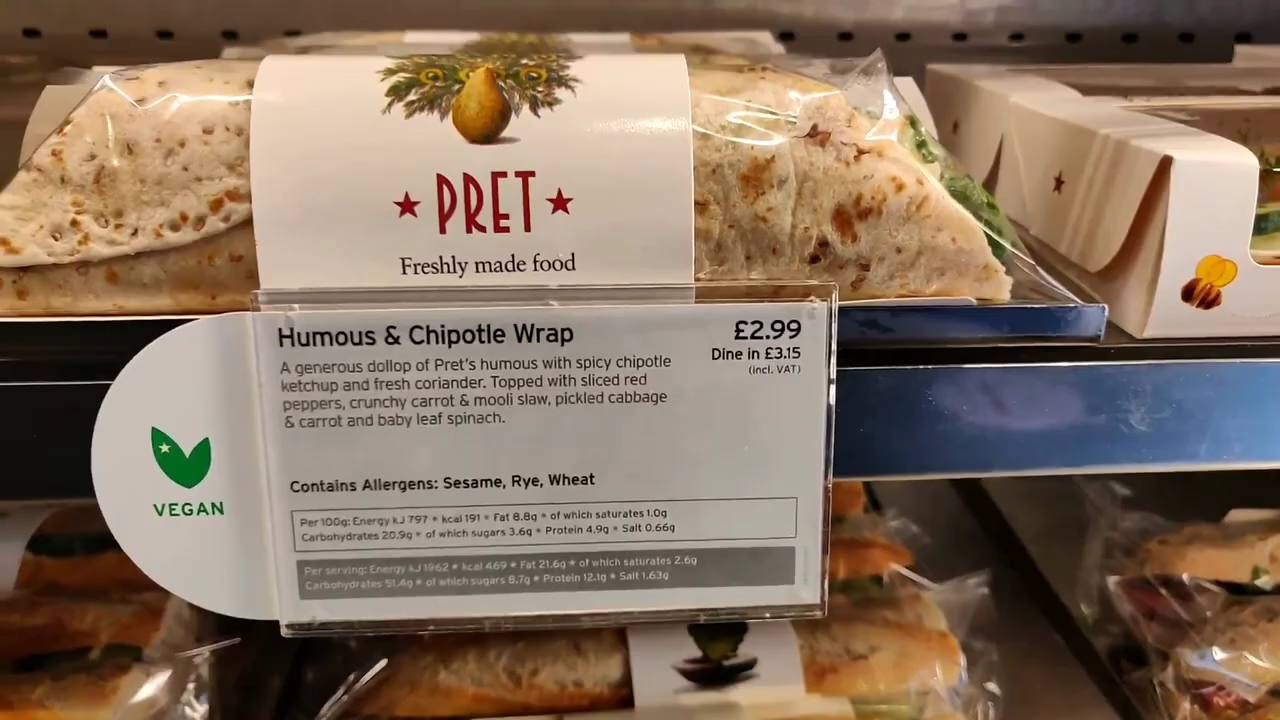 ★ PRET ★
Freshly made food
Humous & Chipotle Wrap
£2.99
Dine in £3.15
(incl. VAT)
A generous dollop of Pret's humous with spicy chipotle
ketchup and fresh coriander. Topped with sliced red
peppers, crunchy carrot & mooli slaw, pickled cabbage
& carrot and baby leaf spinach.
VEGAN
Contains Allergens: Sesame, Rye, Wheat
Per 100g: Energy kJ 797 * kcal 191 * Fat 8.8g * of which saturates 1.0g
Carbohydrates 20.9g * of which sugars 3.6g * Protein 4.9g * Salt 0.66g
Per serving: Energy kJ 1962 * kcal 469 * Fat 21.6g * of which saturates 2.6g
Carbohydrates 51.4g * of which sugars 8.7g * Protein 12.1g * Salt 1.63g